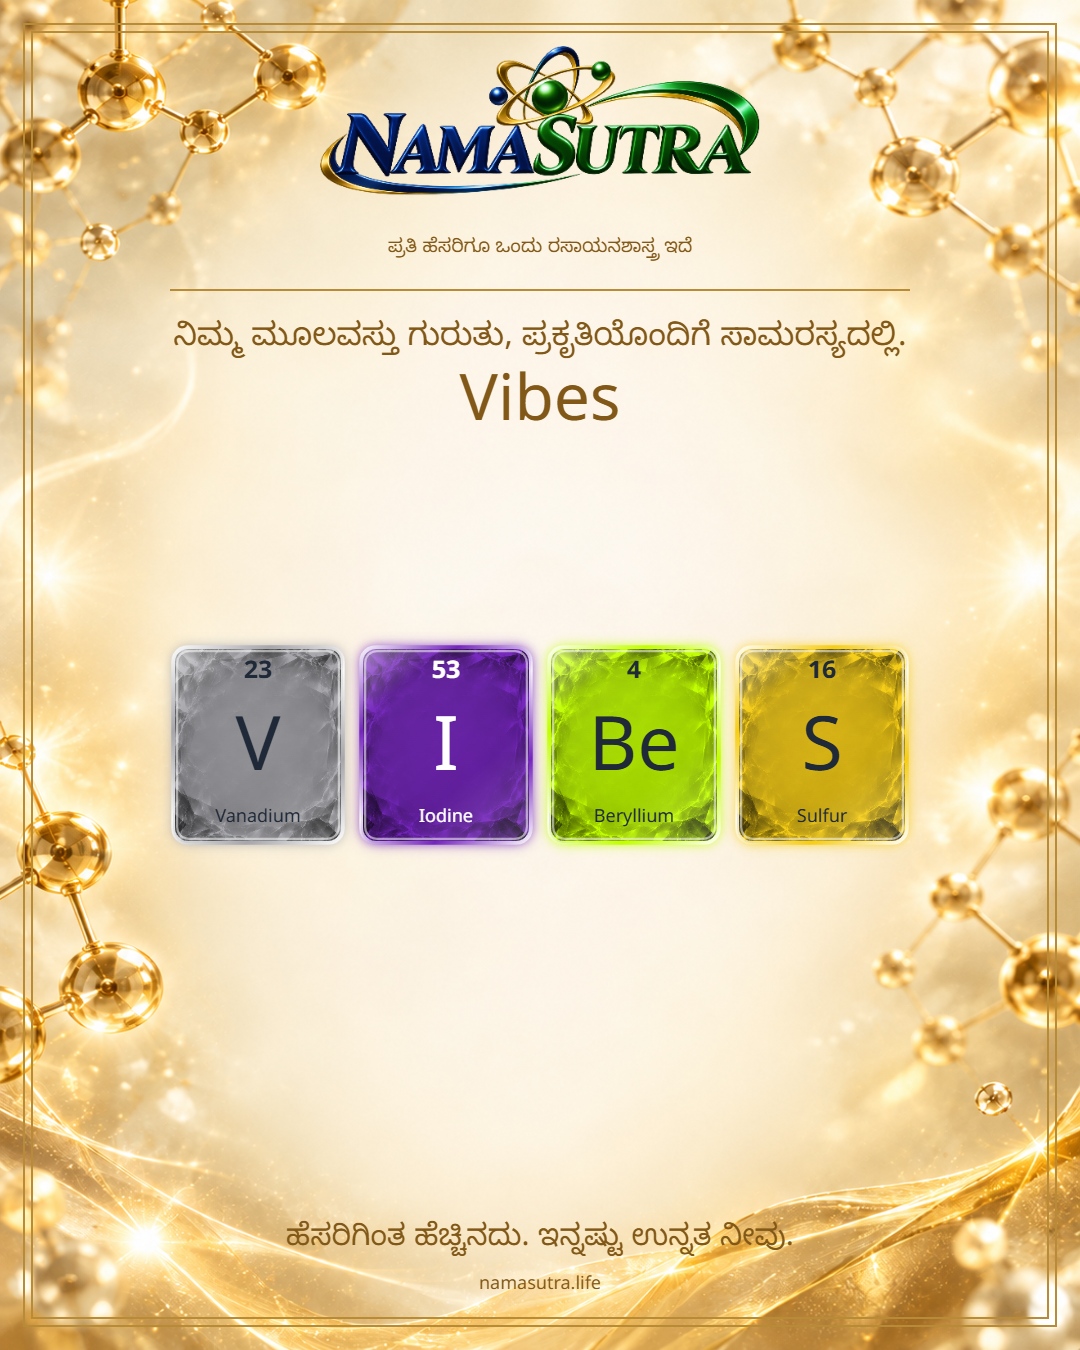 NAMASUTRA
ಪ್ರತಿ ಹೆಸರಿಗೂ ಒಂದು ರಸಾಯನಶಾಸ್ತ್ರ ಇದೆ
ನಿಮ್ಮ ಮೂಲವಸ್ತು ಗುರುತು, ಪ್ರಕೃತಿಯೊಂದಿಗೆ ಸಾಮರಸ್ಯದಲ್ಲಿ.
Vibes
23 53 4 16
V I Be S
Vanadium Iodine Beryllium Sulfur
ಹೆಸರಿಗಿಂತ ಹೆಚ್ಚಿನದು. ಇನ್ನಷ್ಟು ಉನ್ನತ ನೀವು.
namasutra.life